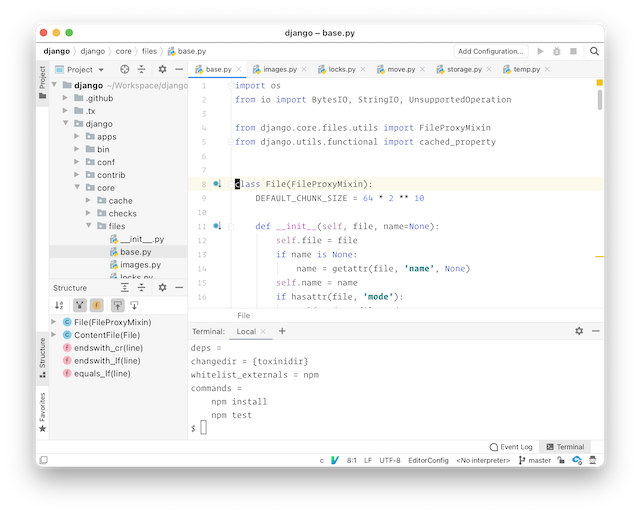 django – base.py
django django core files base.py
Add Configuration...
Project
Project
base.py images.py locks.py move.py storage.py temp.py
django ~/Workspace/django
.github
.tx
django
apps
bin
conf
contrib
core
cache
checks
files
__init__.py
base.py
images.py
locks.py
1 import os
2 from io import BytesIO, StringIO, UnsupportedOperation
3
4 from django.core.files.utils import FileProxyMixin
5 from django.utils.functional import cached_property
6
7
8 class File(FileProxyMixin):
9 DEFAULT_CHUNK_SIZE = 64 * 2 ** 10
10
11 def __init__(self, file, name=None):
12 self.file = file
13 if name is None:
14 name = getattr(file, 'name', None)
15 self.name = name
16 if hasattr(file, 'mode'):
File
Structure
File(FileProxyMixin)
ContentFile(File)
endswith_cr(line)
endswith_lf(line)
equals_lf(line)
Structure
Favorites
Terminal: Local
deps =
changedir = {toxinidir}
whitelist_externals = npm
commands =
npm install
npm test
$
Event Log Terminal
c 8:1 LF UTF-8 EditorConfig <No interpreter> master